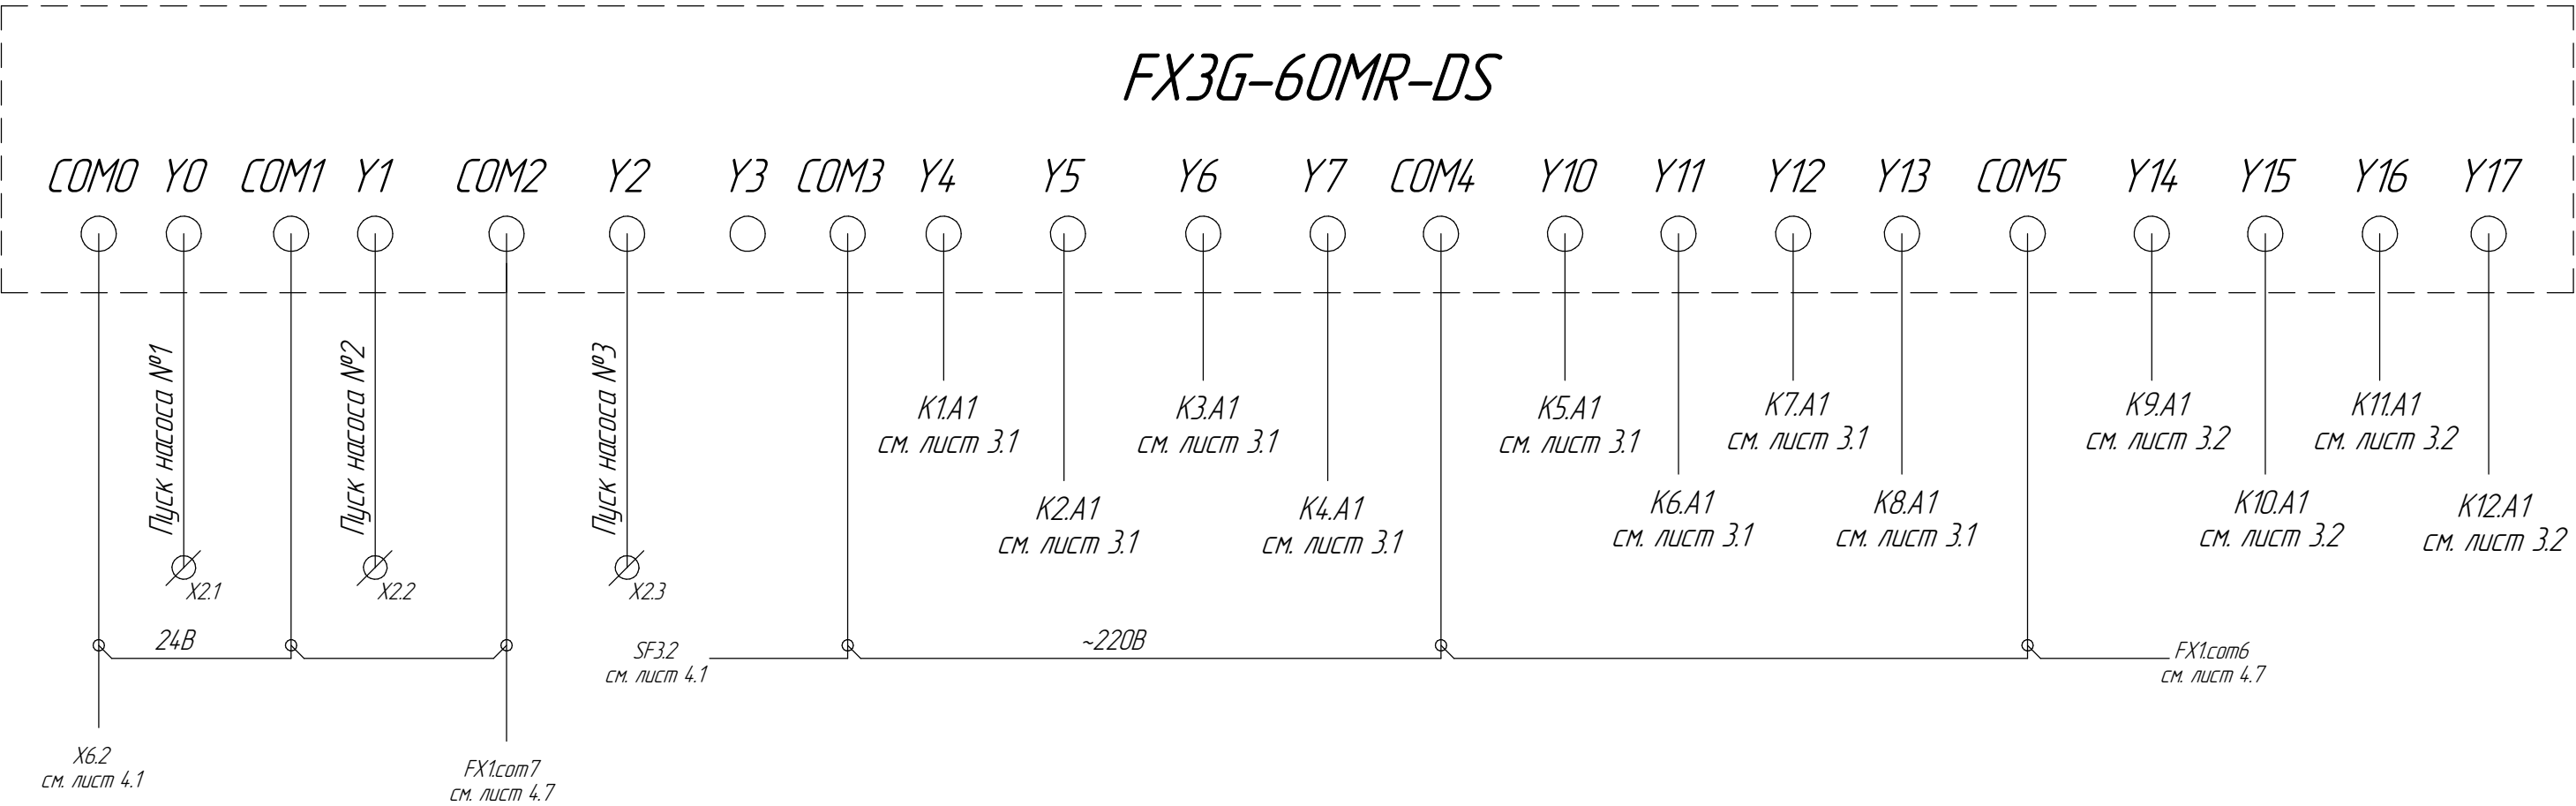 FX3G-60MR-DS
COM0 Y0 COM1 Y1 COM2 Y2 Y3 COM3 Y4 Y5 Y6 Y7 COM4 Y10 Y11 Y12 Y13 COM5 Y14 Y15 Y16 Y17
Пуск насоса №1
Пуск насоса №2
Пуск насоса №3
K1.A1
см. лист 3.1
K2.A1
см. лист 3.1
K3.A1
см. лист 3.1
K4.A1
см. лист 3.1
K5.A1
см. лист 3.1
K6.A1
см. лист 3.1
K7.A1
см. лист 3.1
K8.A1
см. лист 3.1
K9.A1
см. лист 3.2
K10.A1
см. лист 3.2
K11.A1
см. лист 3.2
K12.A1
см. лист 3.2
X2.1
X2.2
X2.3
24В
SF3.2
см. лист 4.1
~220В
FX1.com6
см. лист 4.7
X6.2
см. лист 4.1
FX1.com7
см. лист 4.7